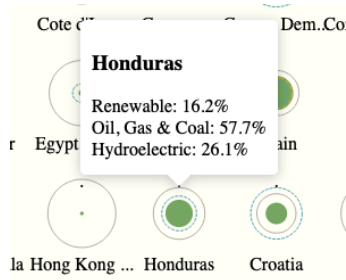 Cote d'I Dem..Co
Honduras
Renewable: 16.2%
Oil, Gas & Coal: 57.7%
Hydroelectric: 26.1%
r Egypt ain
la Hong Kong ... Honduras Croatia